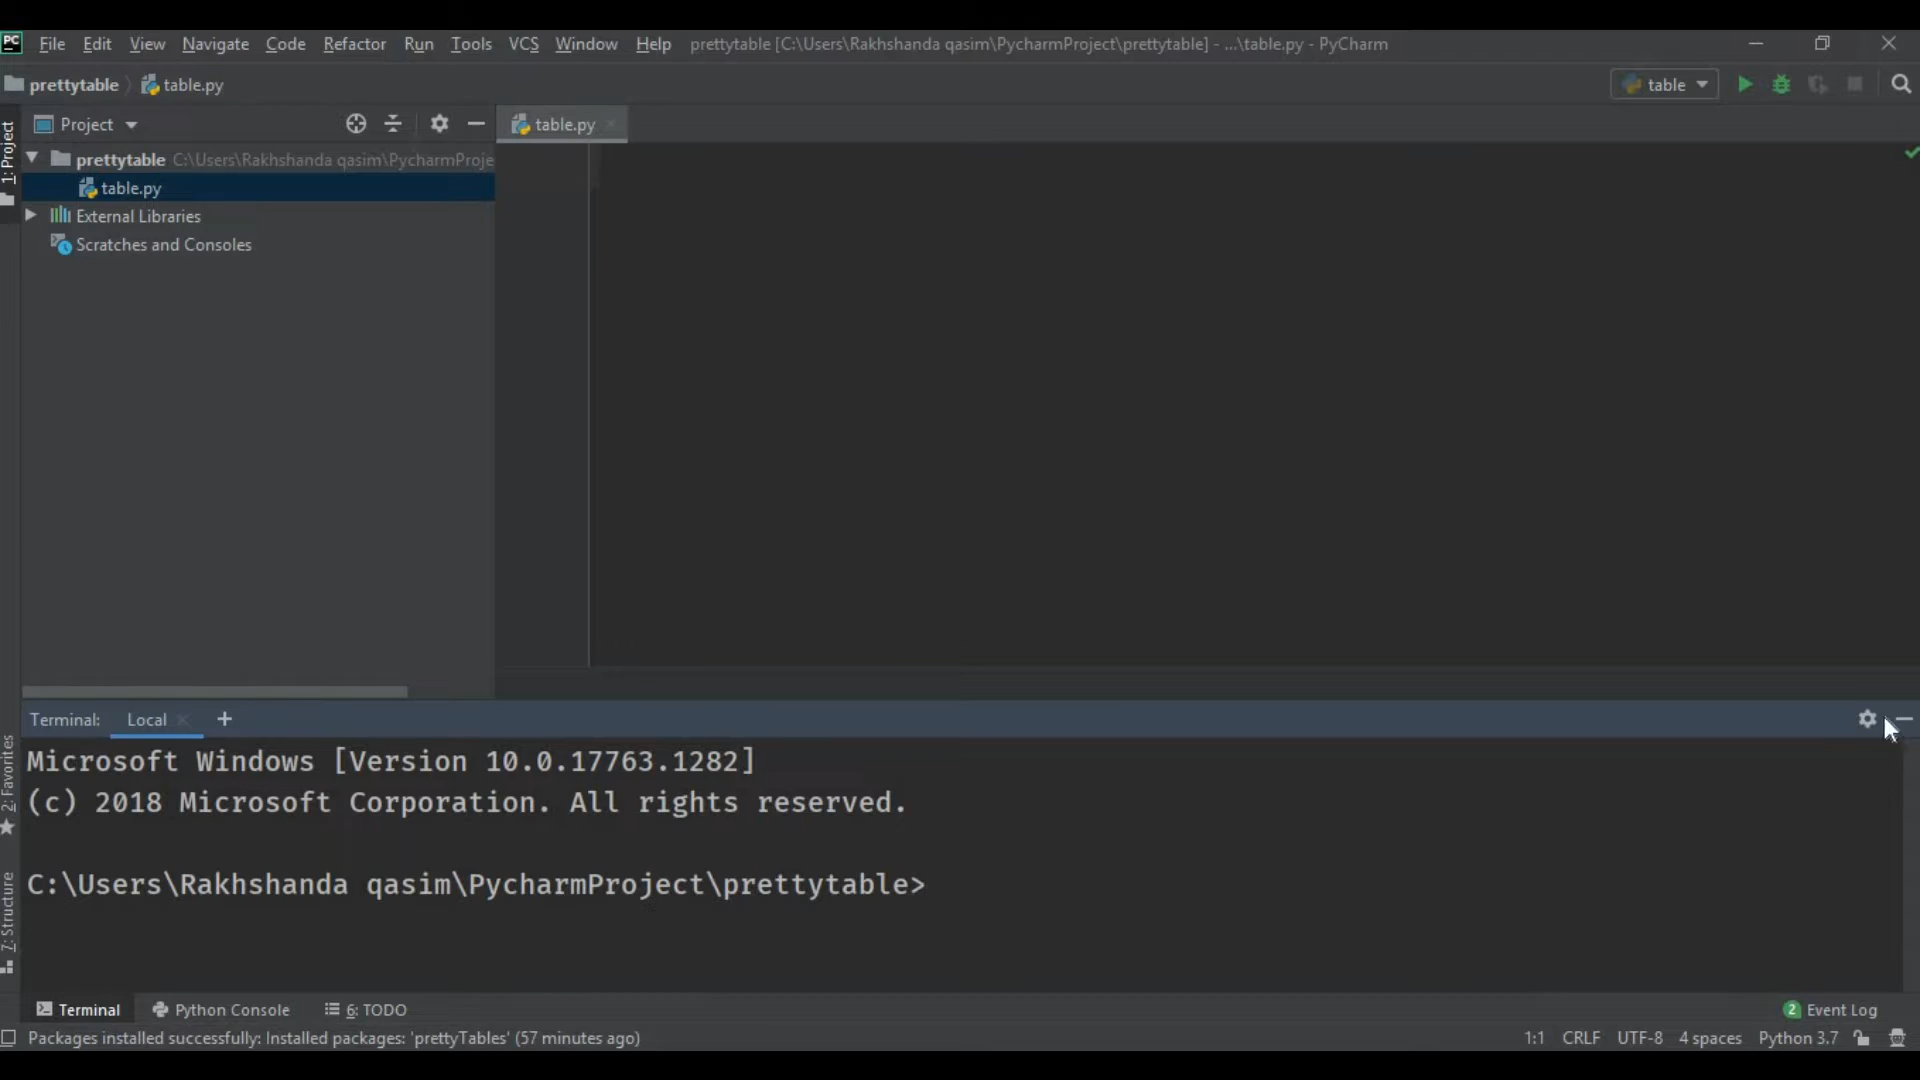 PC File Edit View Navigate Code Refactor Run Tools VCS Window Help prettytable [C:\Users\Rakhshanda qasim\PycharmProject\prettytable] - ...\table.py - PyCharm
prettytable table.py table
1: Project
Project table.py
prettytable C:\Users\Rakhshanda qasim\PycharmProje
table.py
External Libraries
Scratches and Consoles
Terminal: Local +
Microsoft Windows [Version 10.0.17763.1282]
(c) 2018 Microsoft Corporation. All rights reserved.
C:\Users\Rakhshanda qasim\PycharmProject\prettytable>
2: Favorites
7: Structure
Terminal Python Console 6: TODO 2 Event Log
Packages installed successfully: Installed packages: 'prettyTables' (57 minutes ago) 1:1 CRLF UTF-8 4 spaces Python 3.7